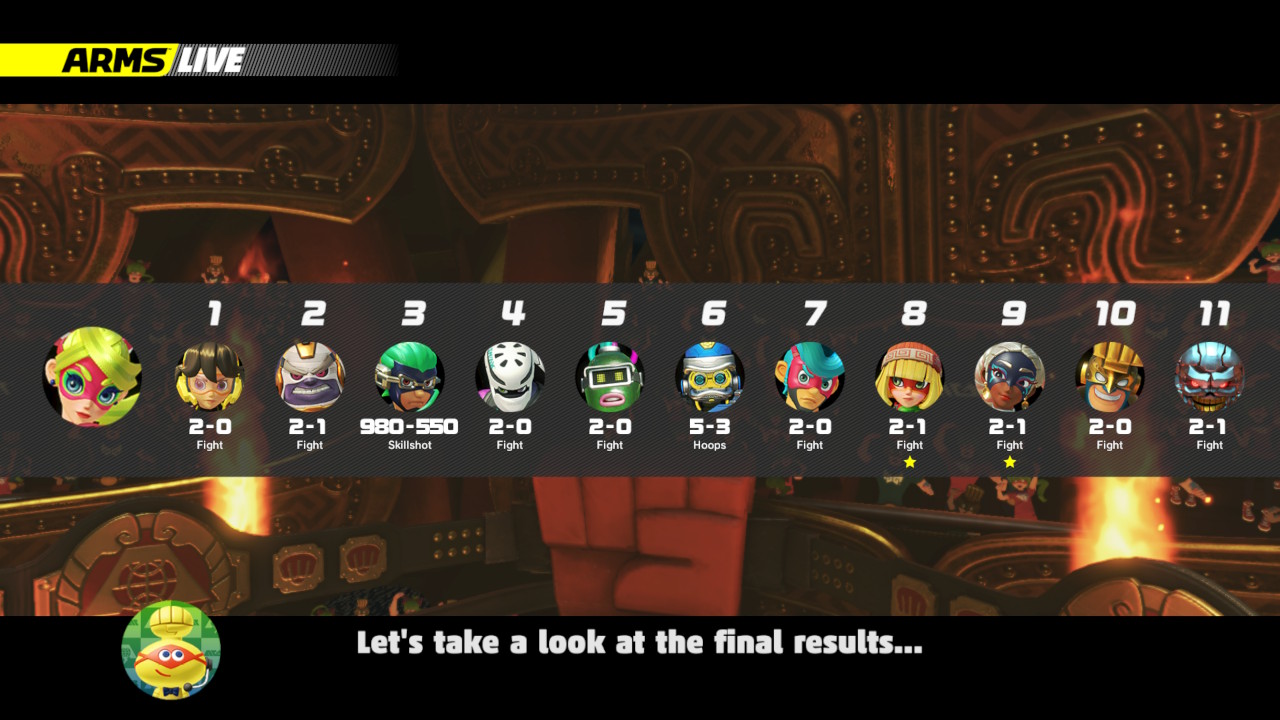 ARMS LIVE
1 2 3 4 5 6 7 8 9 10 11
2-0 2-1 980-550 2-0 2-0 5-3 2-0 2-1 2-1 2-0 2-1
Fight Fight Skillshot Fight Fight Hoops Fight Fight Fight Fight Fight
Let's take a look at the final results...